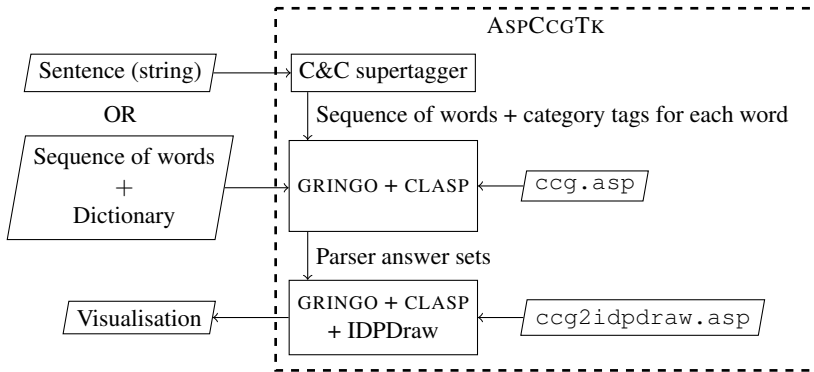 ASPCCGTK
Sentence (string)
C&C supertagger
OR
Sequence of words + category tags for each word
Sequence of words
+
Dictionary
GRINGO + CLASP
ccg.asp
Parser answer sets
Visualisation
GRINGO + CLASP
+ IDPDraw
ccg2idpdraw.asp